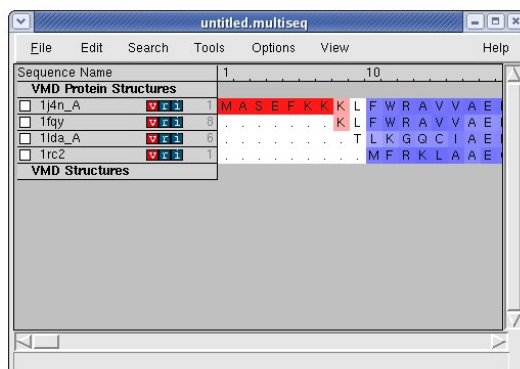 untitled.multiseq
File Edit Search Tools Options View Help
Sequence Name 1 10
VMD Protein Structures
1j4n_A v r i 1 M A S E F K K K L F W R A V V A E
1fqy v r i 8 . . . . . . . K L F W R A V V A E
1lda_A v r i 6 . . . . . . . . T L K G Q C I A E
1rc2 v r i 1 . . . . . . . . . M F R K L A A E
VMD Structures